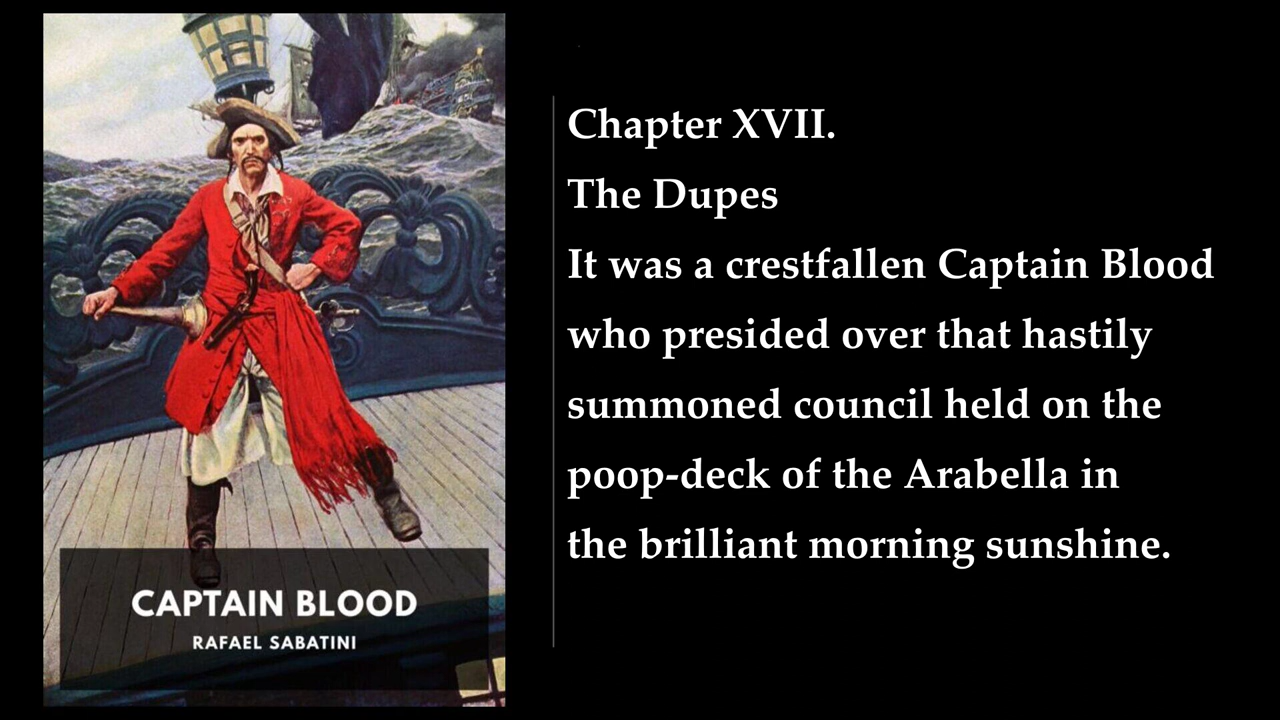 CAPTAIN BLOOD
RAFAEL SABATINI
Chapter XVII.
The Dupes
It was a crestfallen Captain Blood
who presided over that hastily
summoned council held on the
poop-deck of the Arabella in
the brilliant morning sunshine.